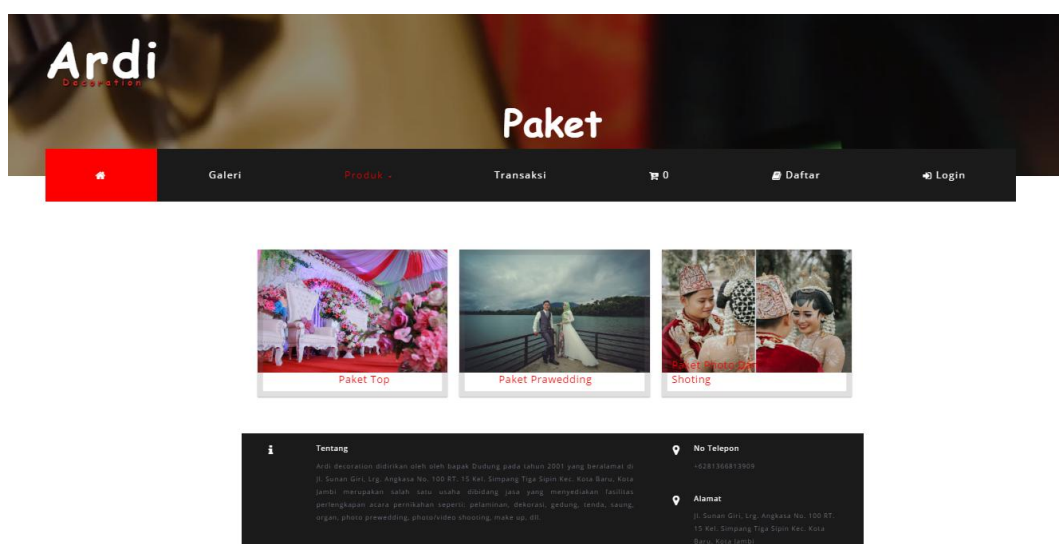 Ardi
Decoration
Paket
Galeri
Produk
Transaksi
0
Daftar
Login
Paket Top
Paket Prawedding
Paket Photo
Shoting
Tentang
Ardi decoration didirikan oleh oleh bapak Dudung pada tahun 2001 yang beralamat di
Jl. Sunan Giri, Lrg. Angkasa No. 100 RT. 15 Kel. Simpang Tiga Sipin Kec. Kota Baru, Kota
Jambi merupakan salah satu usaha dibidang jasa yang menyediakan fasilitas
perlengkapan acara pernikahan seperti: pelaminan, dekorasi, gedung, tenda, saung,
organ, photo prewedding, photo/video shooting, make up, dll.
No Telepon
+6281366813909
Alamat
Jl. Sunan Giri, Lrg. Angkasa No. 100 RT.
15 Kel. Simpang Tiga Sipin Kec. Kota
Baru, Kota Jambi